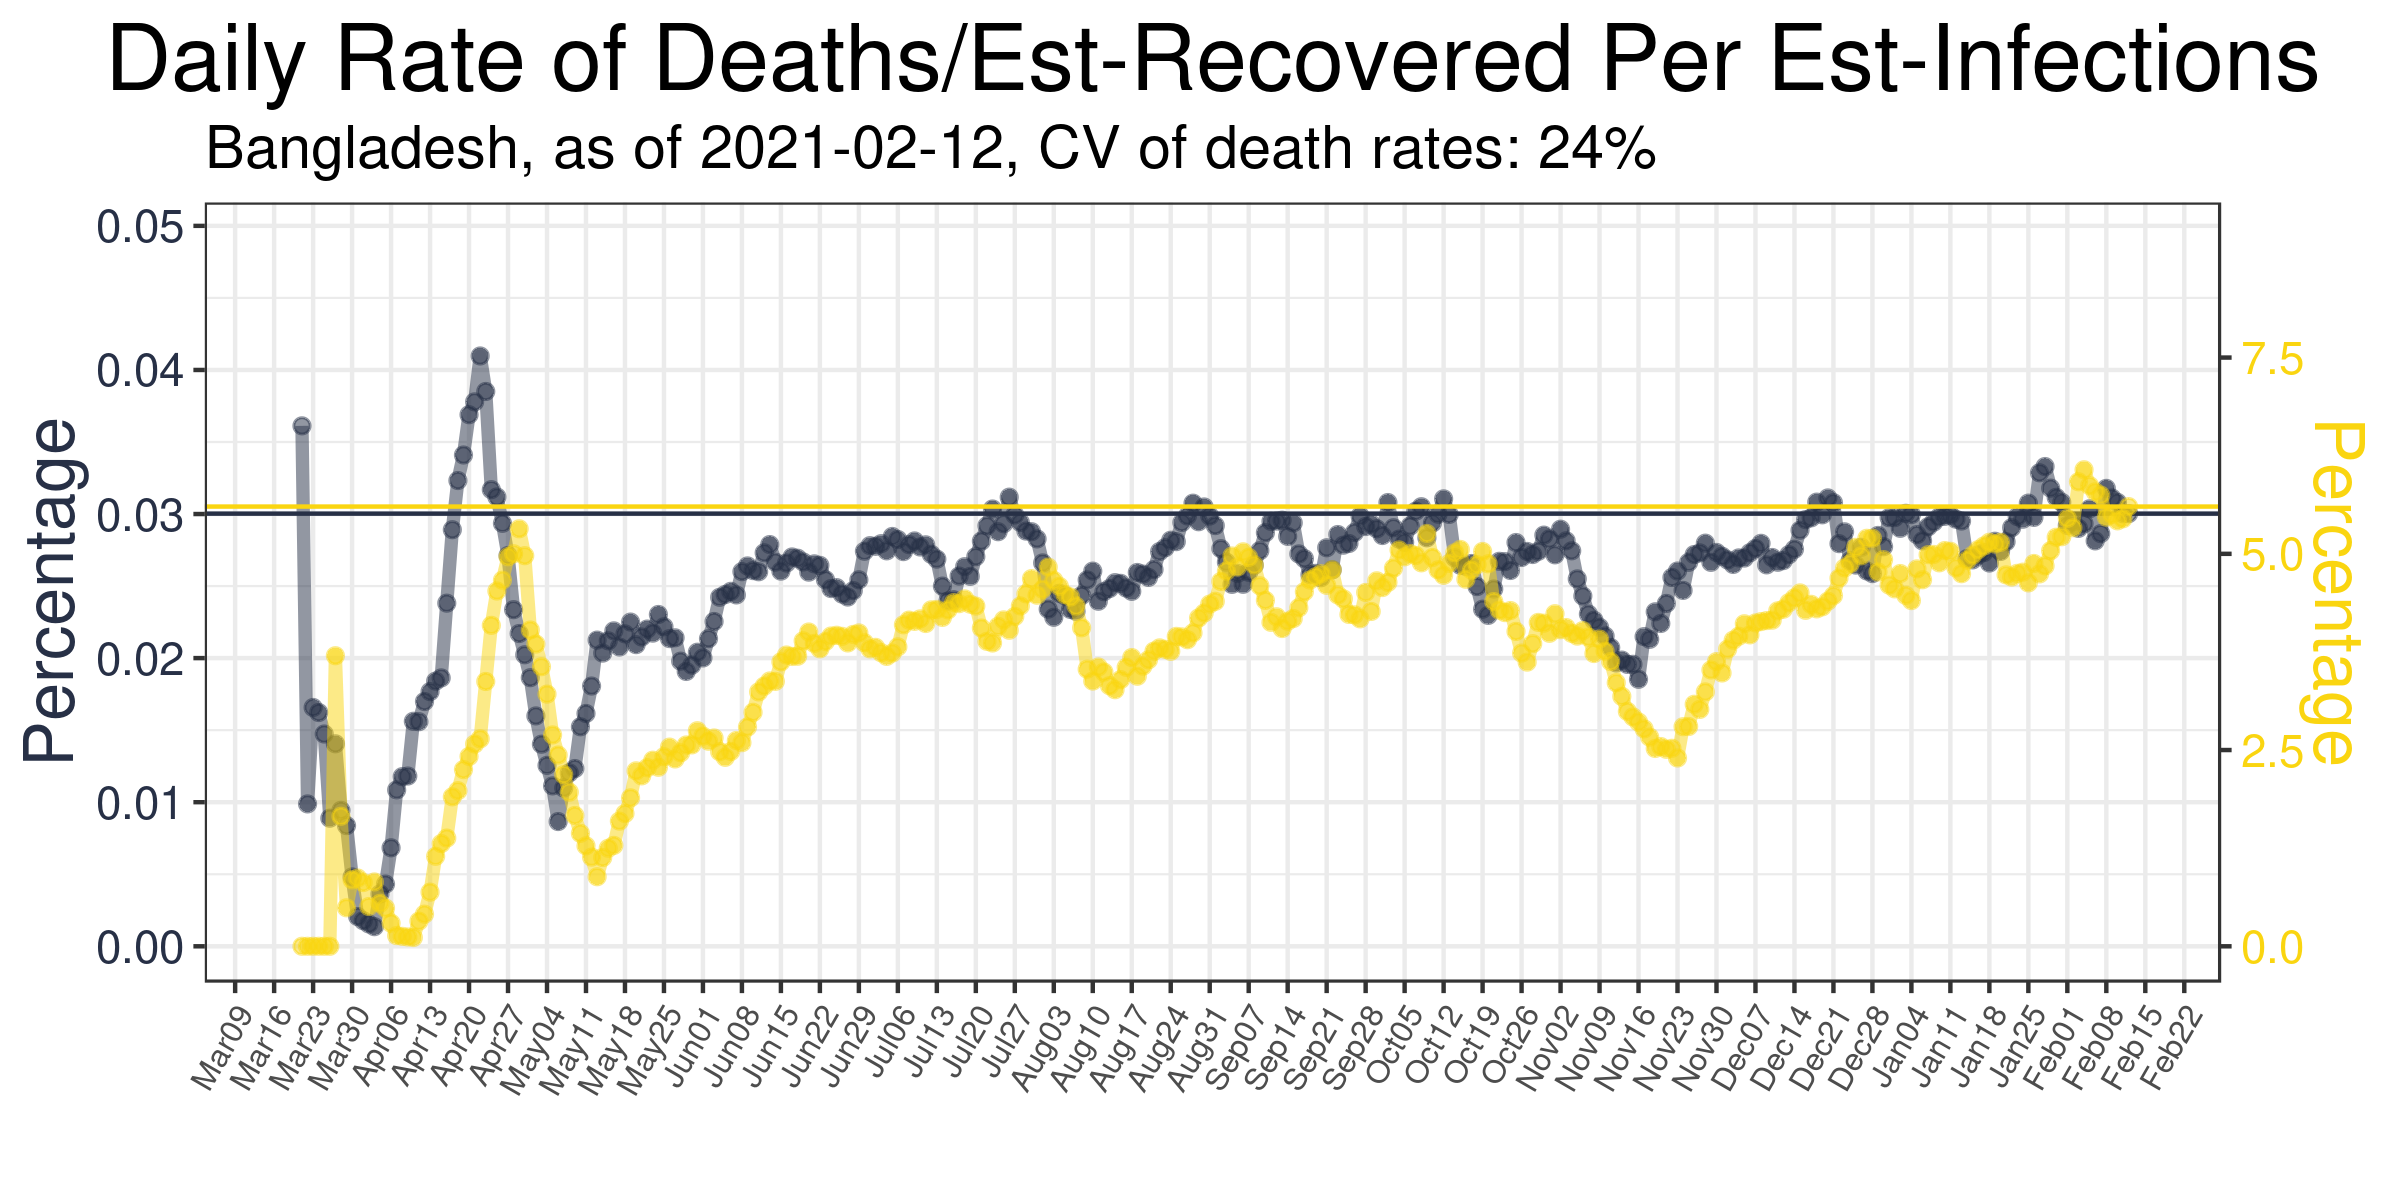 Daily Rate of Deaths/Est-Recovered Per Est-Infections
Bangladesh, as of 2021-02-12, CV of death rates: 24%
Percentage
0.05
0.04
0.03
0.02
0.01
0.00
7.5
5.0
2.5
0.0
Percentage
Mar09 Mar16 Mar23 Mar30 Apr06 Apr13 Apr20 Apr27 May04 May11 May18 May25 Jun01 Jun08 Jun15 Jun22 Jun29 Jul06 Jul13 Jul20 Jul27 Aug03 Aug10 Aug17 Aug24 Aug31 Sep07 Sep14 Sep21 Sep28 Oct05 Oct12 Oct19 Oct26 Nov02 Nov09 Nov16 Nov23 Nov30 Dec07 Dec14 Dec21 Dec28 Jan04 Jan11 Jan18 Jan25 Feb01 Feb08 Feb15 Feb22